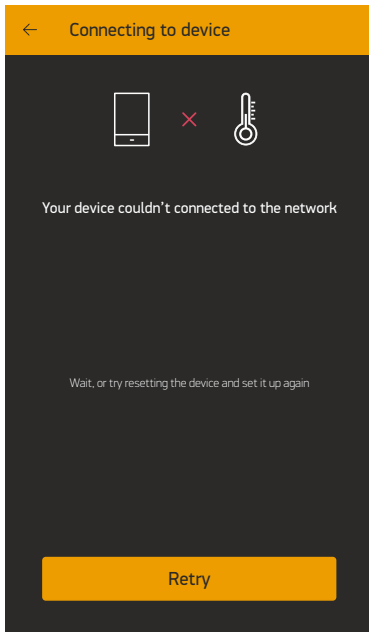 Connecting to device
Your device couldn't connected to the network
Wait, or try resetting the device and set it up again
Retry